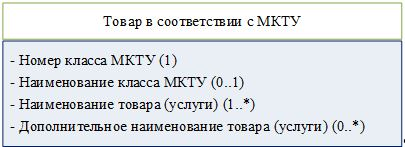 Товар в соответствии с МКТУ
- Номер класса МКТУ (1)
- Наименование класса МКТУ (0..1)
- Наименование товара (услуги) (1..*)
- Дополнительное наименование товара (услуги) (0..*)
,